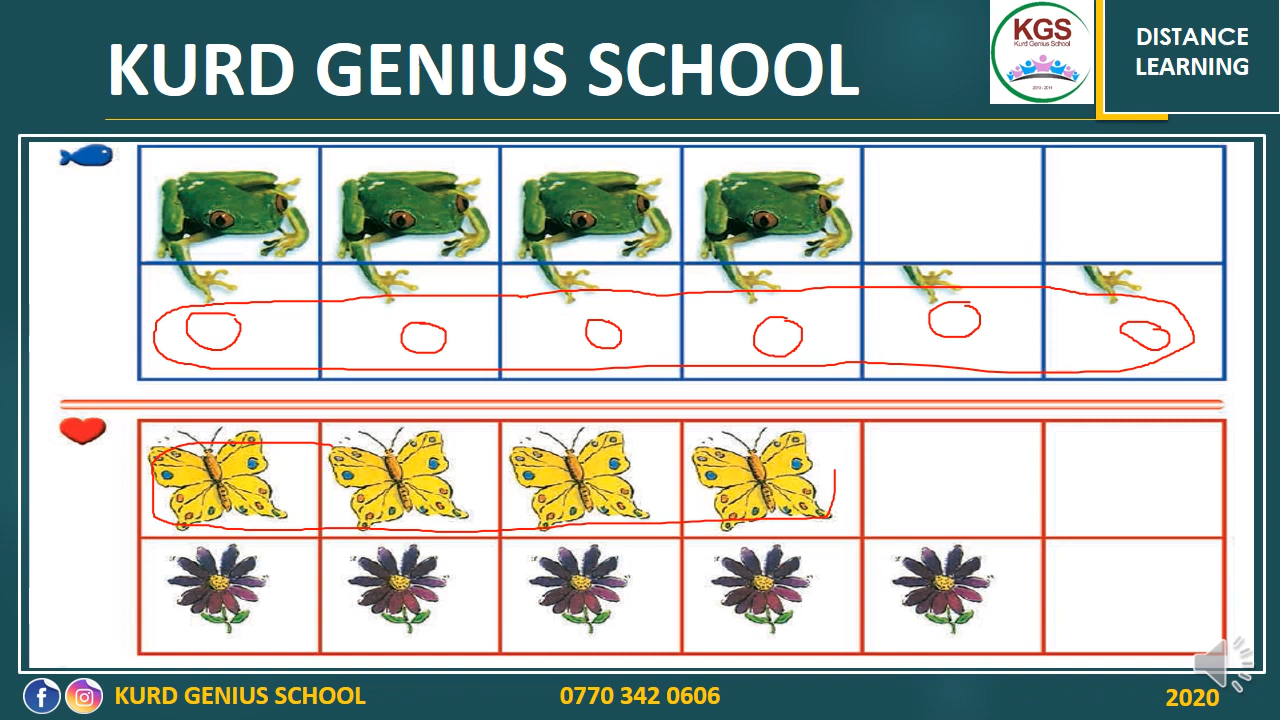 KURD GENIUS SCHOOL
KGS
Kurd Genius School
DISTANCE
LEARNING
KURD GENIUS SCHOOL
0770 342 0606
2020